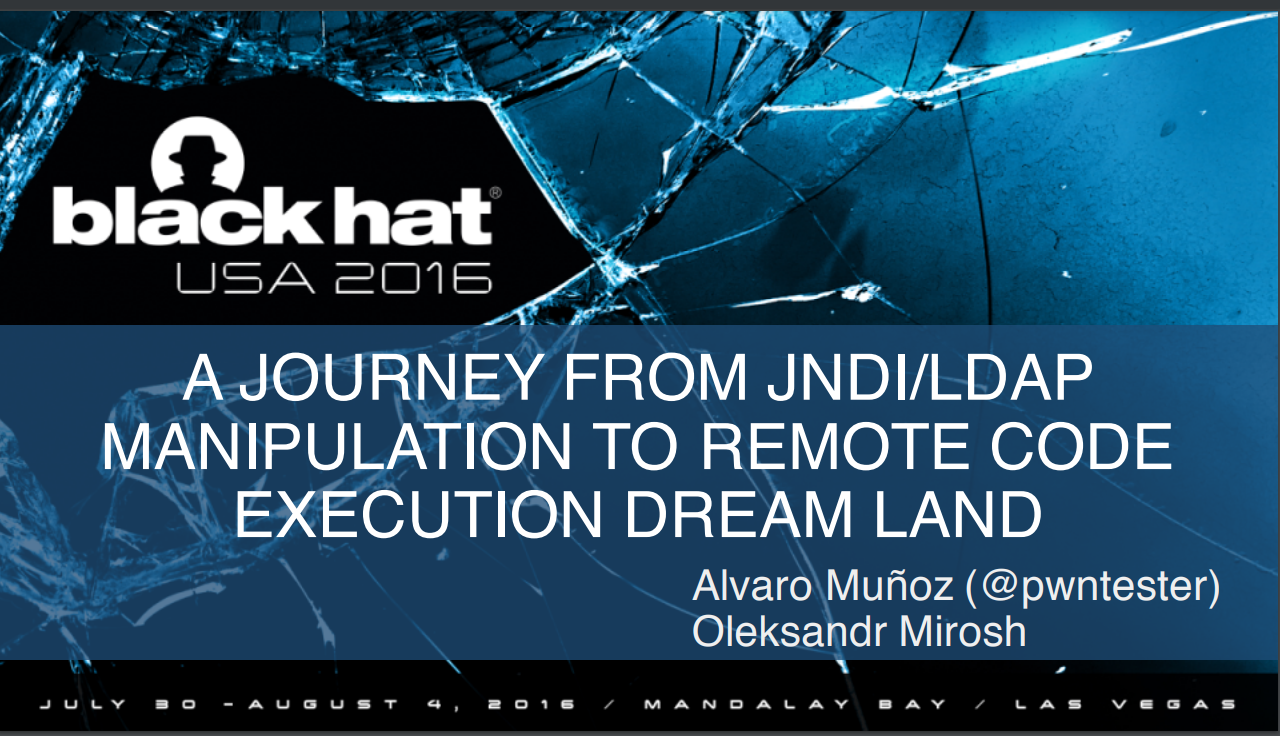 black hat®
USA 2016
A JOURNEY FROM JNDI/LDAP
MANIPULATION TO REMOTE CODE
EXECUTION DREAM LAND
Alvaro Muñoz (@pwntester)
Oleksandr Mirosh
JULY 30 - AUGUST 4, 2016 / MANDALAY BAY / LAS VEGAS